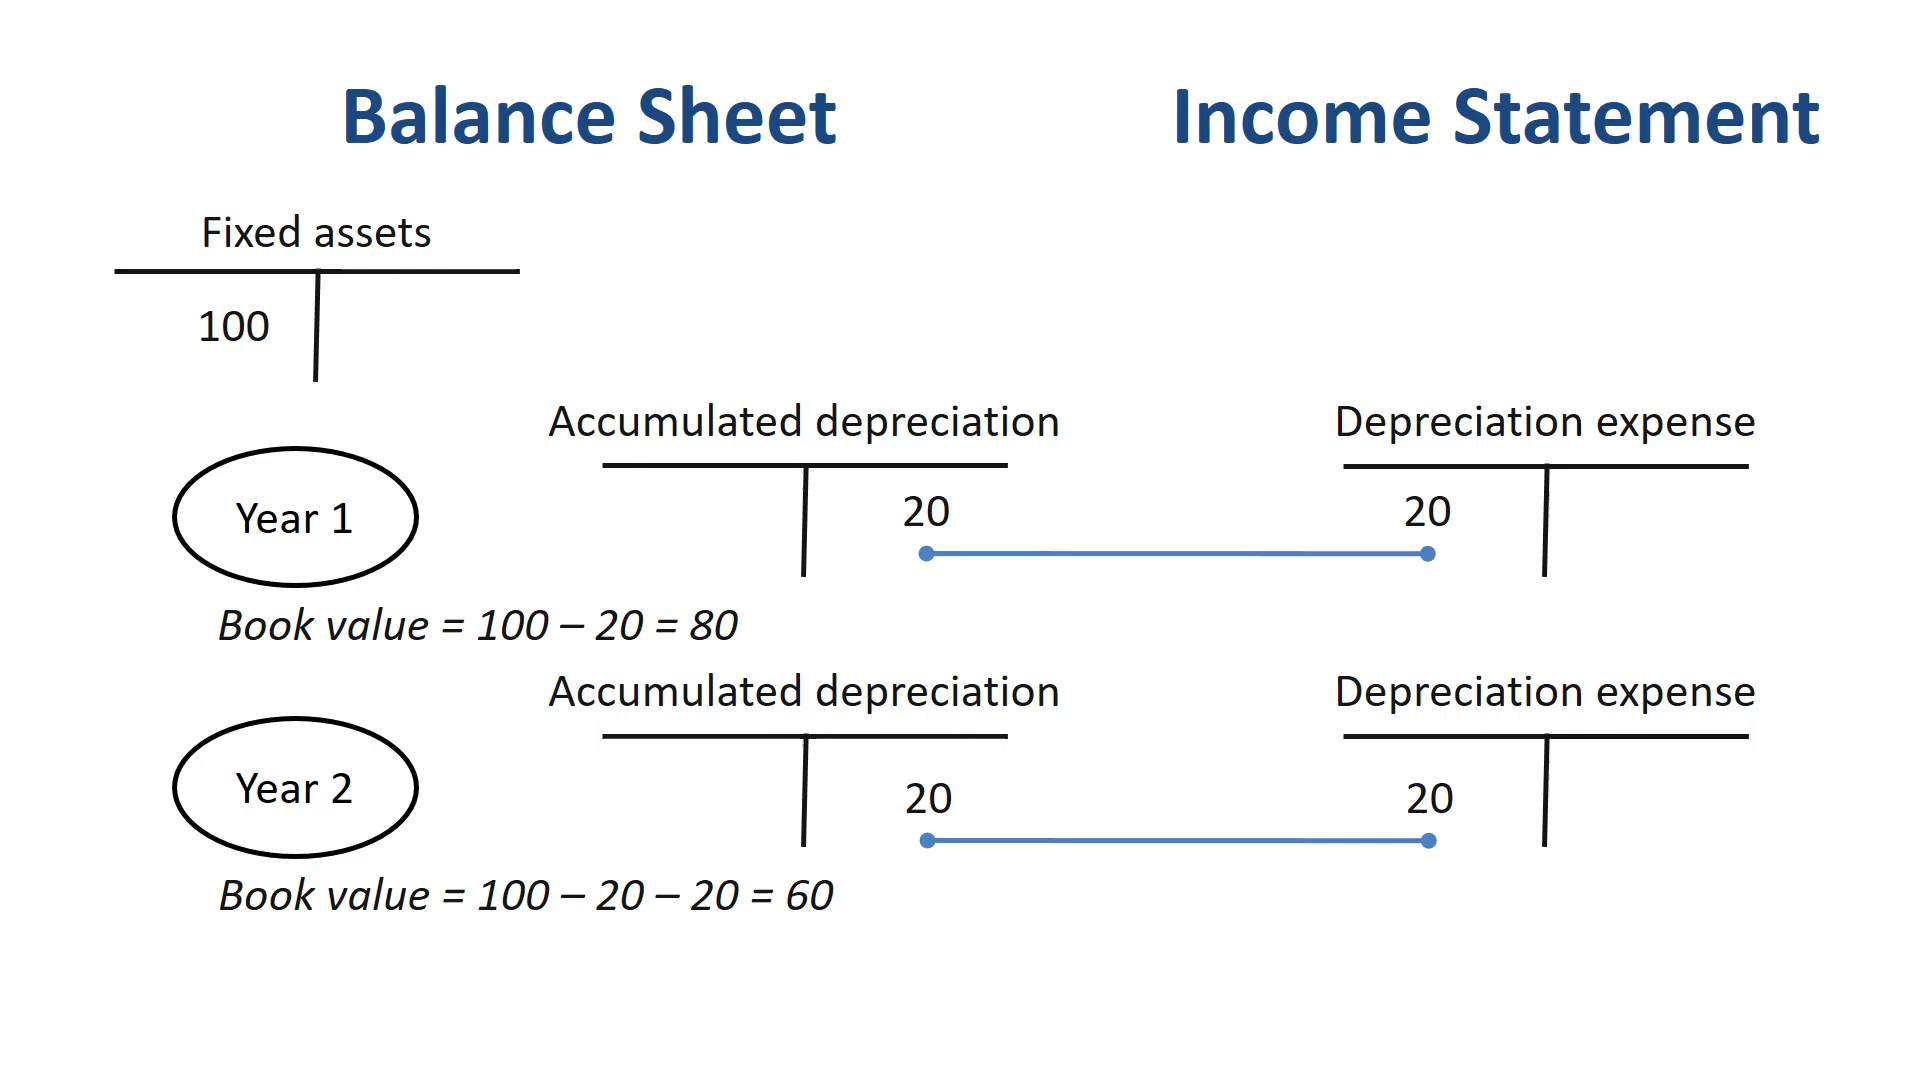 Balance Sheet
Income Statement
Fixed assets
100
Accumulated depreciation
Depreciation expense
Year 1
20
20
Book value = 100 – 20 = 80
Accumulated depreciation
Depreciation expense
Year 2
20
20
Book value = 100 – 20 – 20 = 60